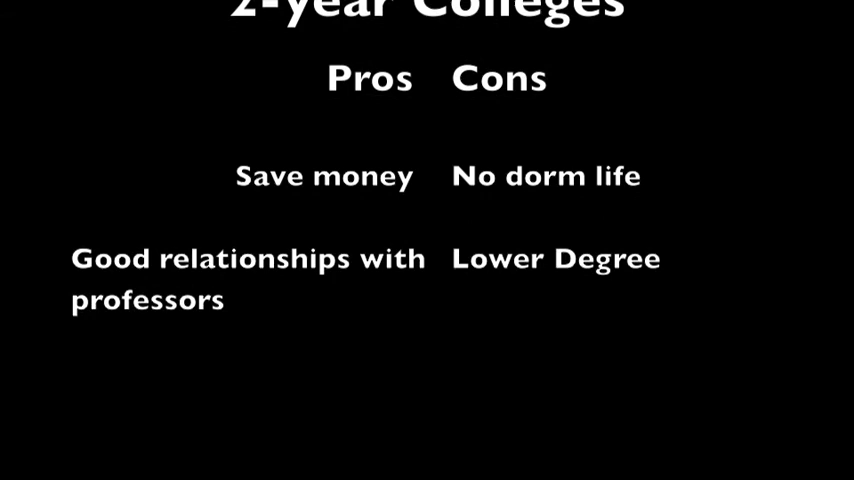 2-year Colleges
Pros Cons
Save money No dorm life
Good relationships with Lower Degree
professors